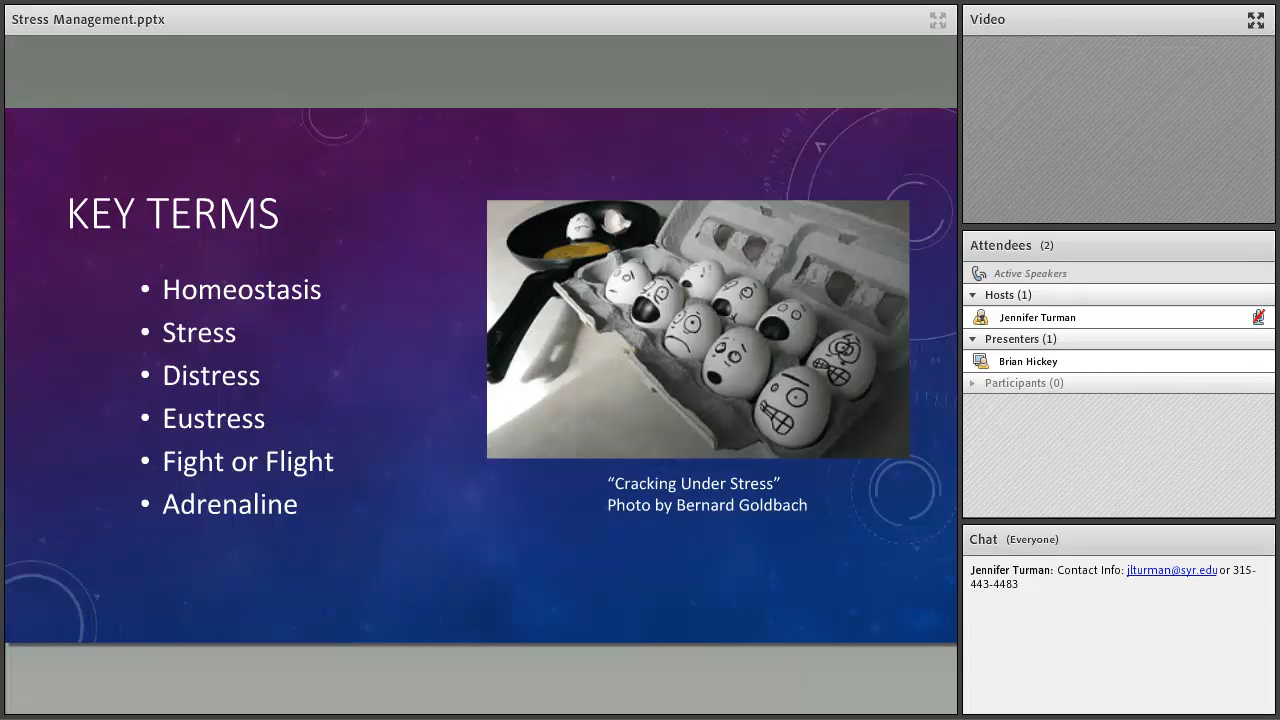 Stress Management.pptx
KEY TERMS
• Homeostasis
• Stress
• Distress
• Eustress
• Fight or Flight
• Adrenaline
“Cracking Under Stress”
Photo by Bernard Goldbach
Video
Attendees (2)
Active Speakers
Hosts (1)
Jennifer Turman
Presenters (1)
Brian Hickey
Participants (0)
Chat (Everyone)
Jennifer Turman: Contact Info: jlturman@syr.edu or 315-
443-4483